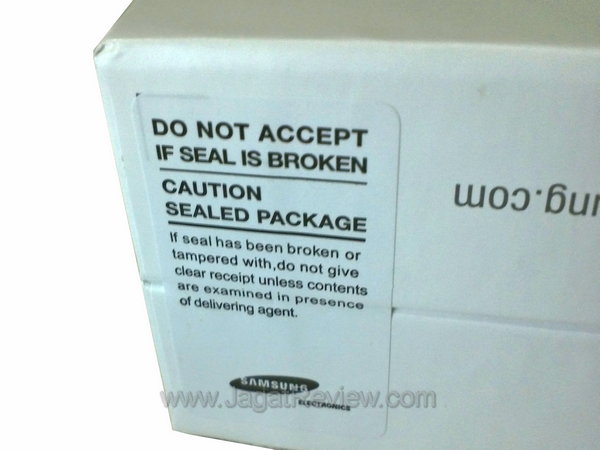 DO NOT ACCEPT
IF SEAL IS BROKEN
CAUTION
SEALED PACKAGE
If seal has been broken or
tampered with,do not give
clear receipt unless contents
are examined in presence
of delivering agent.
SAMSUNG
ELECTRONICS
ung.com
www.JagatReview.com